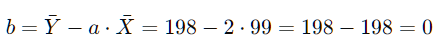 b = Ȳ − a · X̄ = 198 − 2 · 99 = 198 − 198 = 0